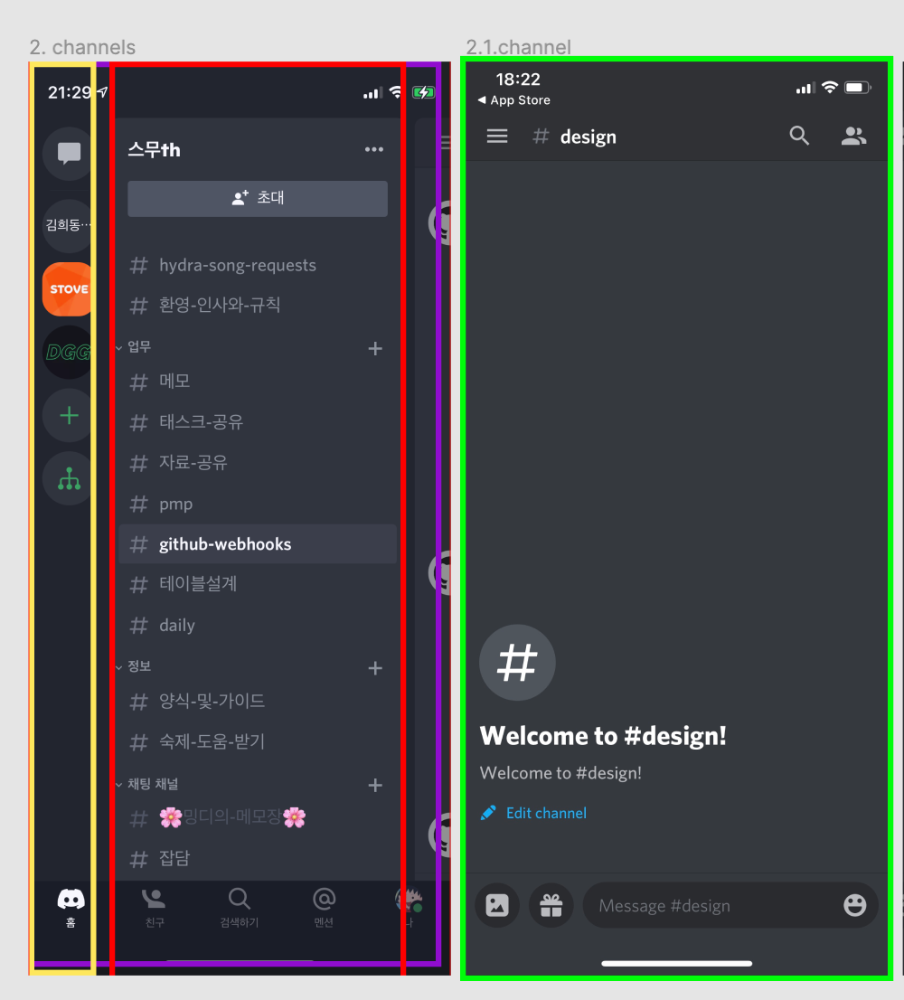 2. channels
21:29
스무th
초대
김희동…
STOVE
DGG
# hydra-song-requests
# 환영-인사와-규칙
업무 +
# 메모
# 태스크-공유
# 자료-공유
# pmp
# github-webhooks
# 테이블설계
# daily
정보 +
# 양식-및-가이드
# 숙제-도움-받기
채팅 채널 +
# 🌸밍디의-메모장🌸
# 잡담
홈
친구
검색하기
멘션
나
2.1.channel
18:22
◀ App Store
# design
#
Welcome to #design!
Welcome to #design!
Edit channel
Message #design